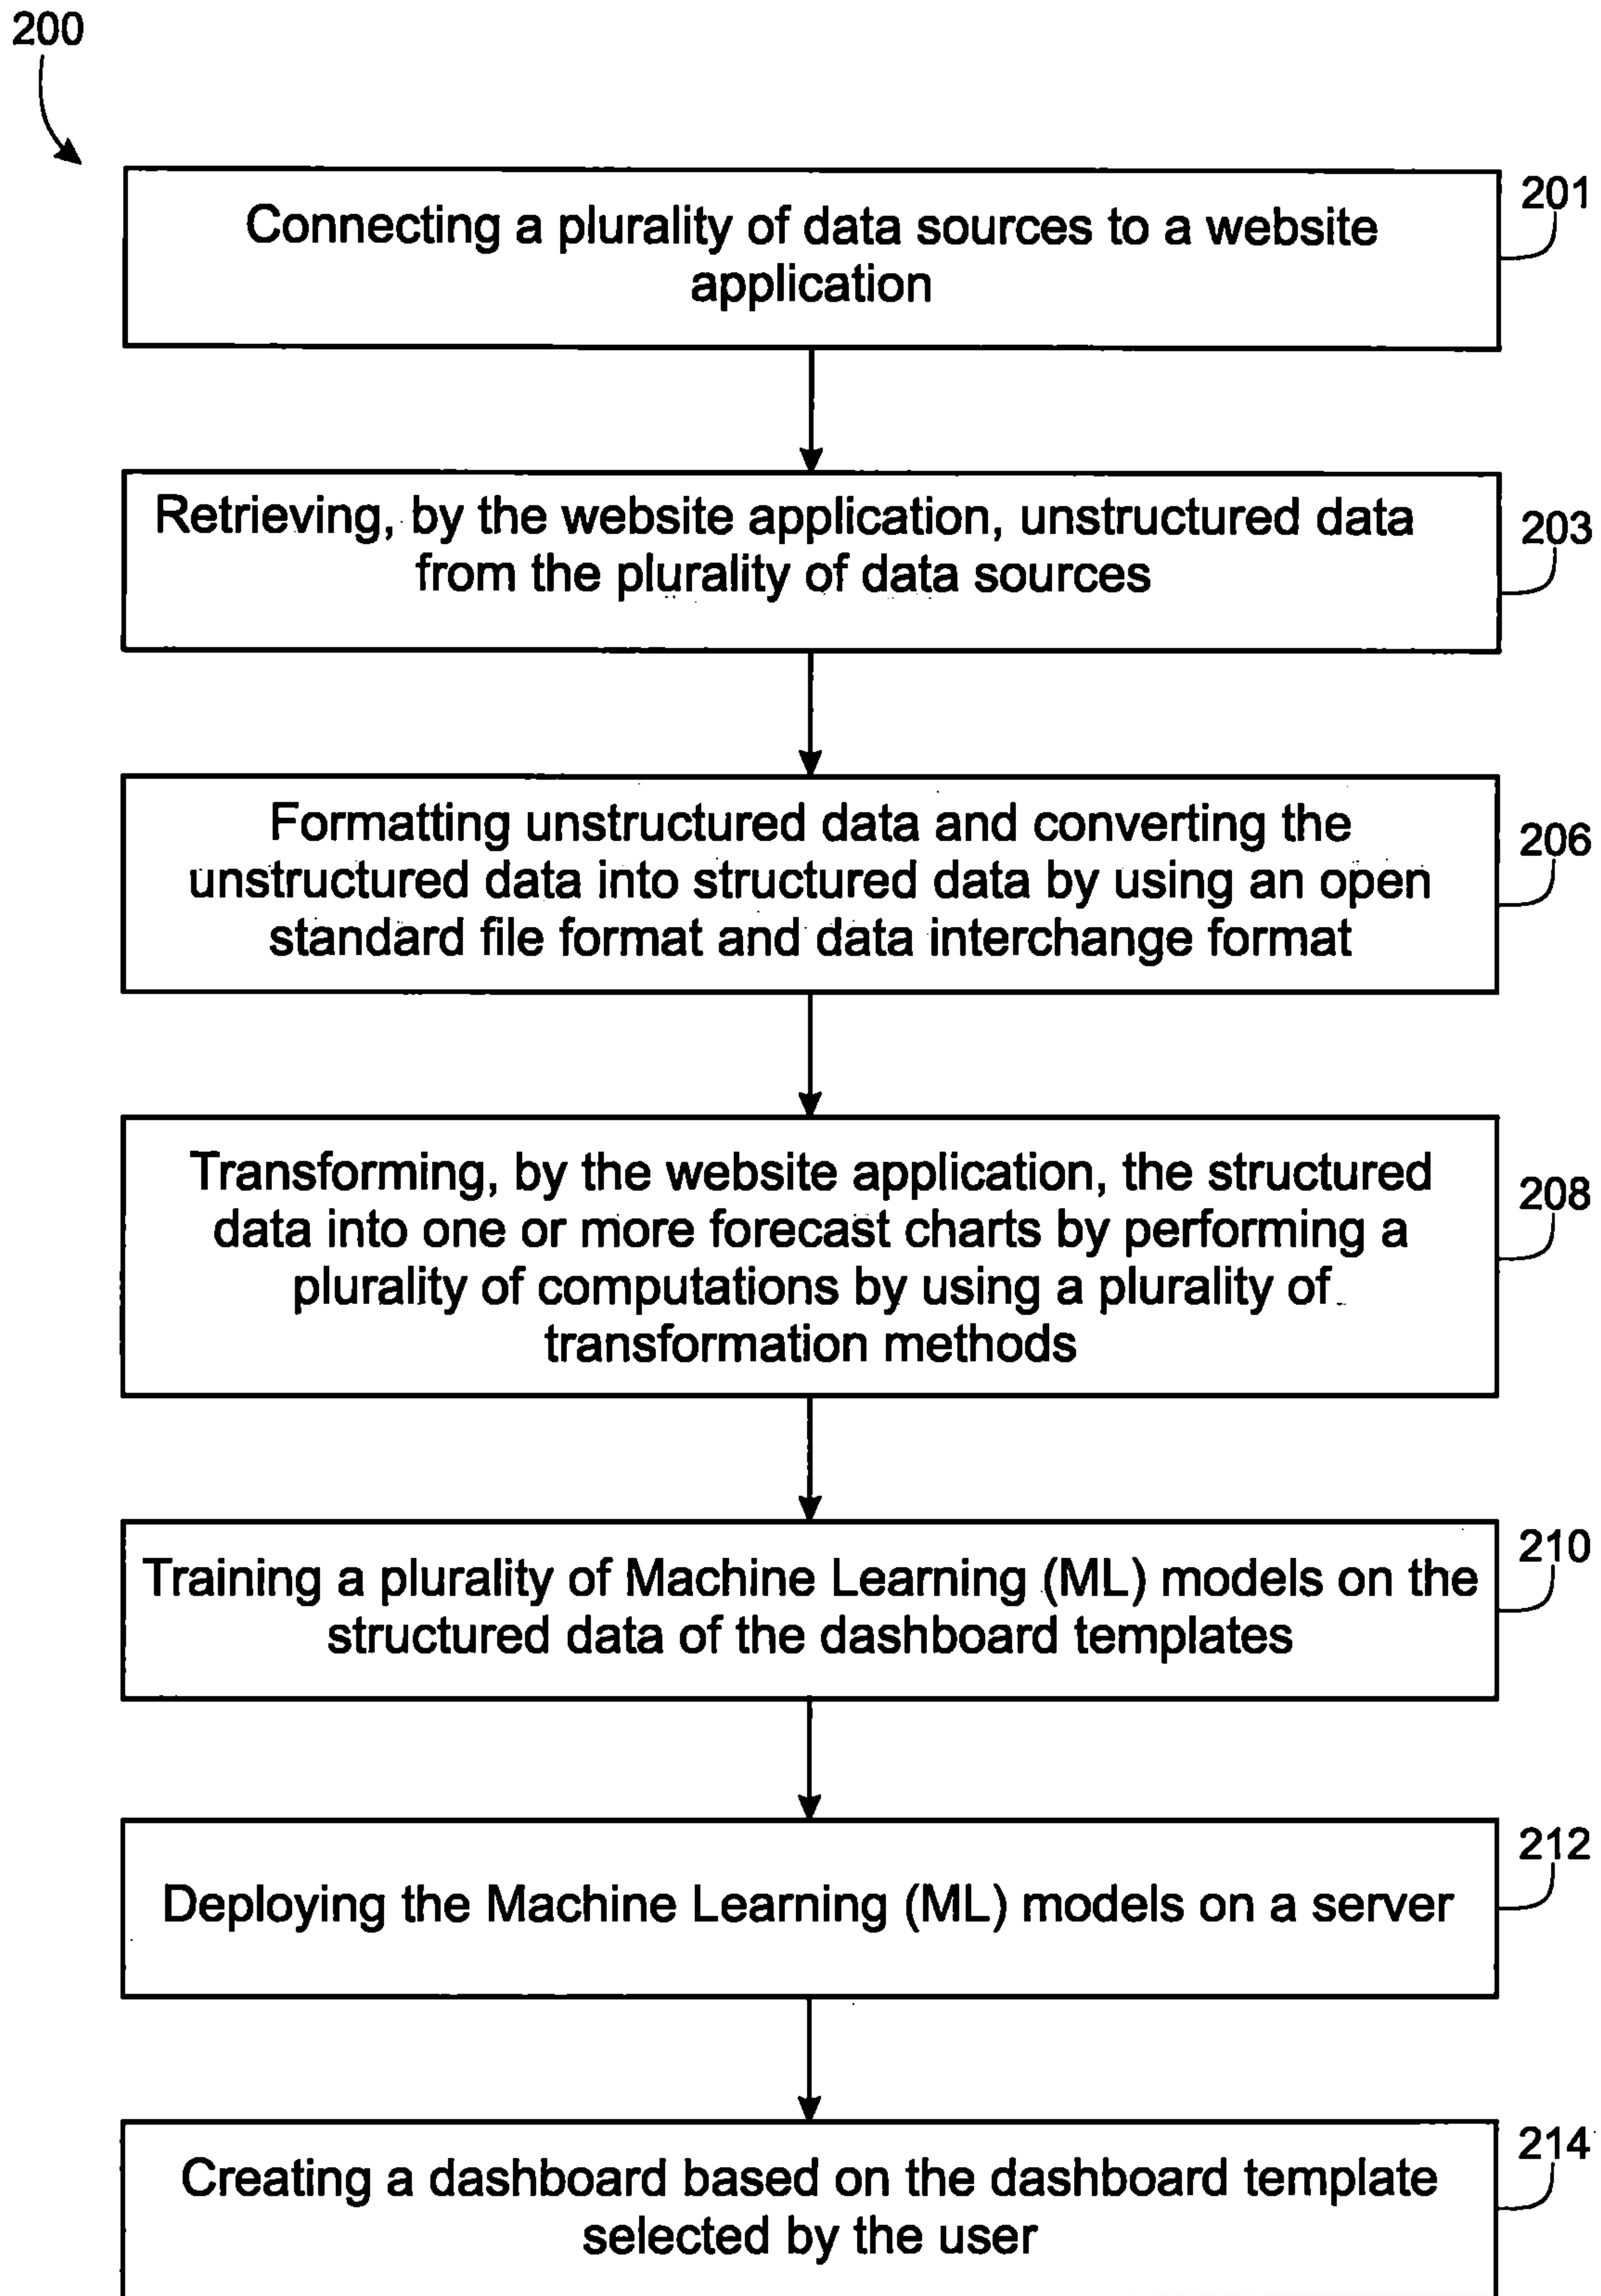 200
Connecting a plurality of data sources to a website
application
201
Retrieving, by the website application, unstructured data
from the plurality of data sources
203
Formatting unstructured data and converting the
unstructured data into structured data by using an open
standard file format and data interchange format
206
Transforming, by the website application, the structured
data into one or more forecast charts by performing a
plurality of computations by using a plurality of
transformation methods
208
Training a plurality of Machine Learning (ML) models on the
structured data of the dashboard templates
210
Deploying the Machine Learning (ML) models on a server
212
Creating a dashboard based on the dashboard template
selected by the user
214